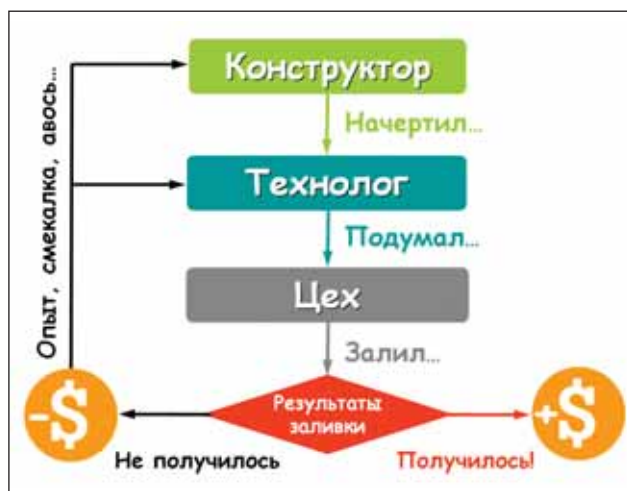 Конструктор
Начертил...
Технолог
Подумал...
Цех
Залил...
Опыт, смекалка, авось...
-$
Результаты
заливки
+$
Не получилось
Получилось!